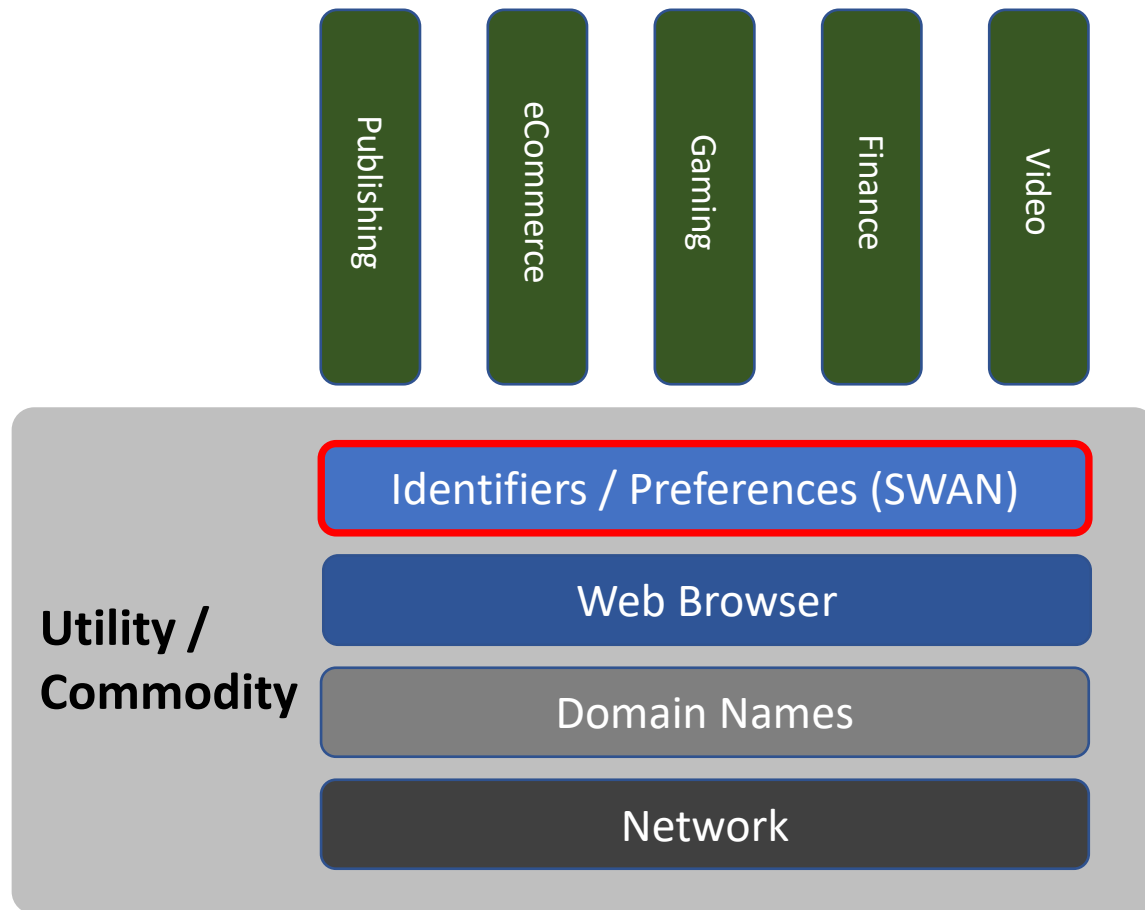 Publishing
eCommerce
Gaming
Finance
Video
Identifiers / Preferences (SWAN)
Web Browser
Utility /
Commodity
Domain Names
Network